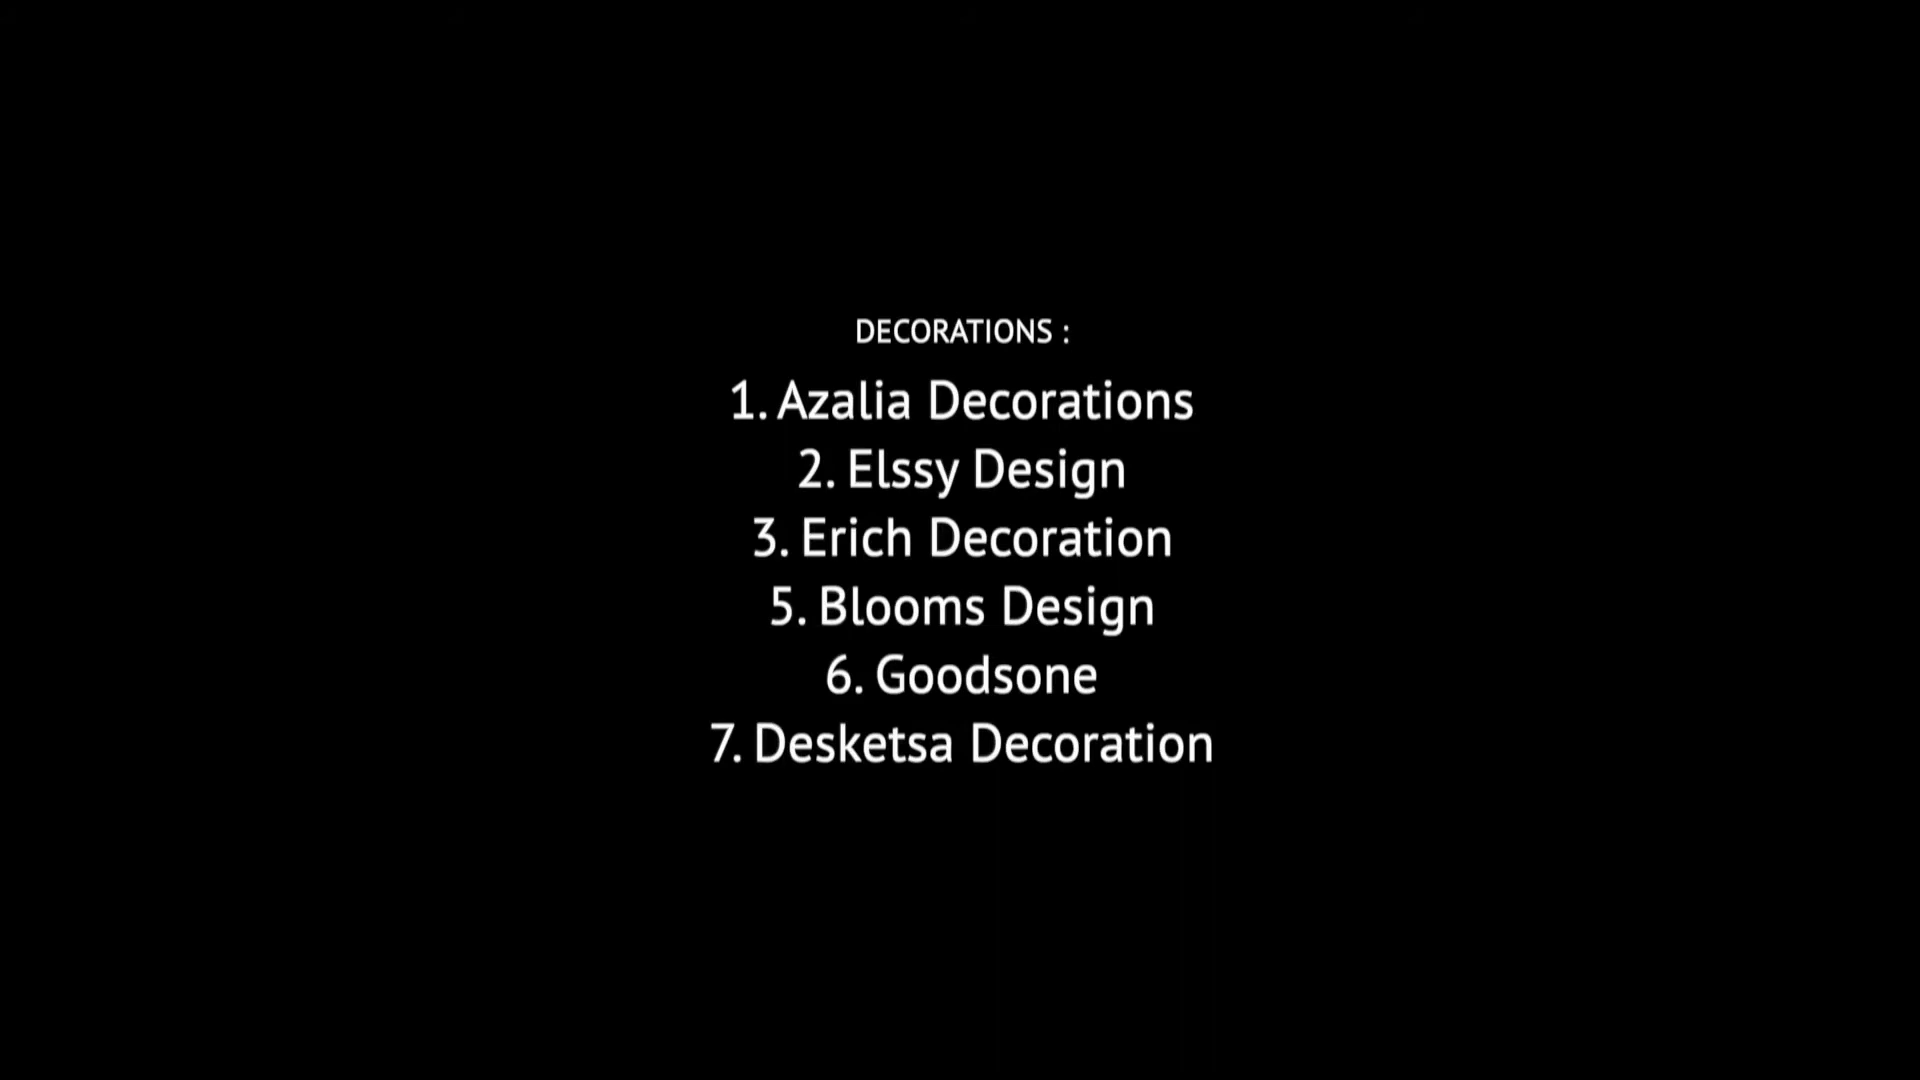 DECORATIONS :
1. Azalia Decorations
2. Elssy Design
3. Erich Decoration
5. Blooms Design
6. Goodsone
7. Desketsa Decoration